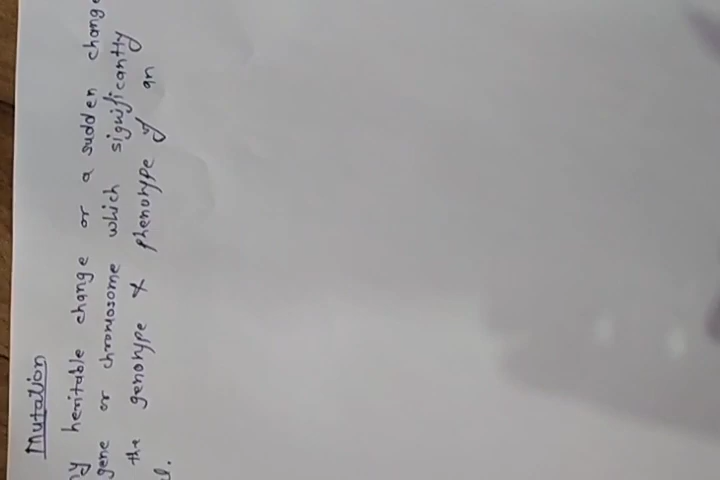 Mutation
heritable change or a sudden change
gene or chromosome which significantly
the genotype & phenotype of an